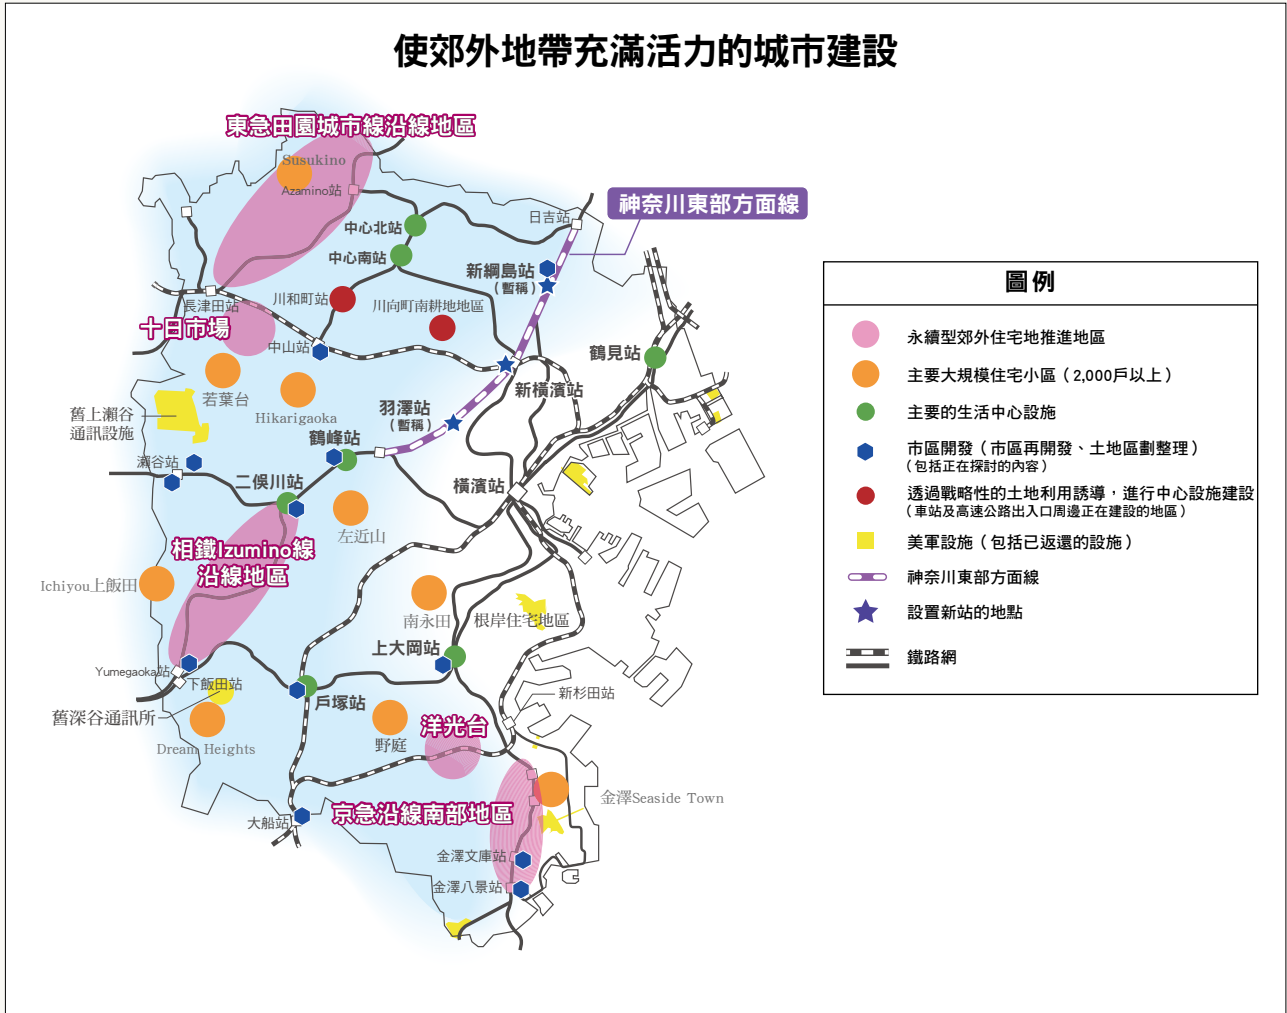 使郊外地帶充滿活力的城市建設
東急田園城市線沿線地區
Susukino
Azamino站
神奈川東部方面線
日吉站
中心北站
中心南站
新綱島站
（暫稱）
長津田站
川和町站
川向町南耕地地區
十日市場
中山站
鶴見站
若葉台
Hikarigaoka
新橫濱站
羽澤站
（暫稱）
舊上瀨谷
通訊設施
鶴峰站
瀨谷站
二俣川站
橫濱站
左近山
相鐵Izumino線
沿線地區
Ichiyou上飯田
南永田
根岸住宅地區
上大岡站
Yumegaoka站
下飯田站
戶塚站
新杉田站
舊深谷通訊所
洋光台
野庭
Dream Heights
金澤Seaside Town
京急沿線南部地區
大船站
金澤文庫站
金澤八景站
圖例
永續型郊外住宅地推進地區
主要大規模住宅小區（2,000戶以上）
主要的生活中心設施
市區開發（市區再開發、土地區劃整理）
（包括正在探討的內容）
透過戰略性的土地利用誘導，進行中心設施建設
（車站及高速公路出入口周邊正在建設的地區）
美軍設施（包括已返還的設施）
神奈川東部方面線
設置新站的地點
鐵路網